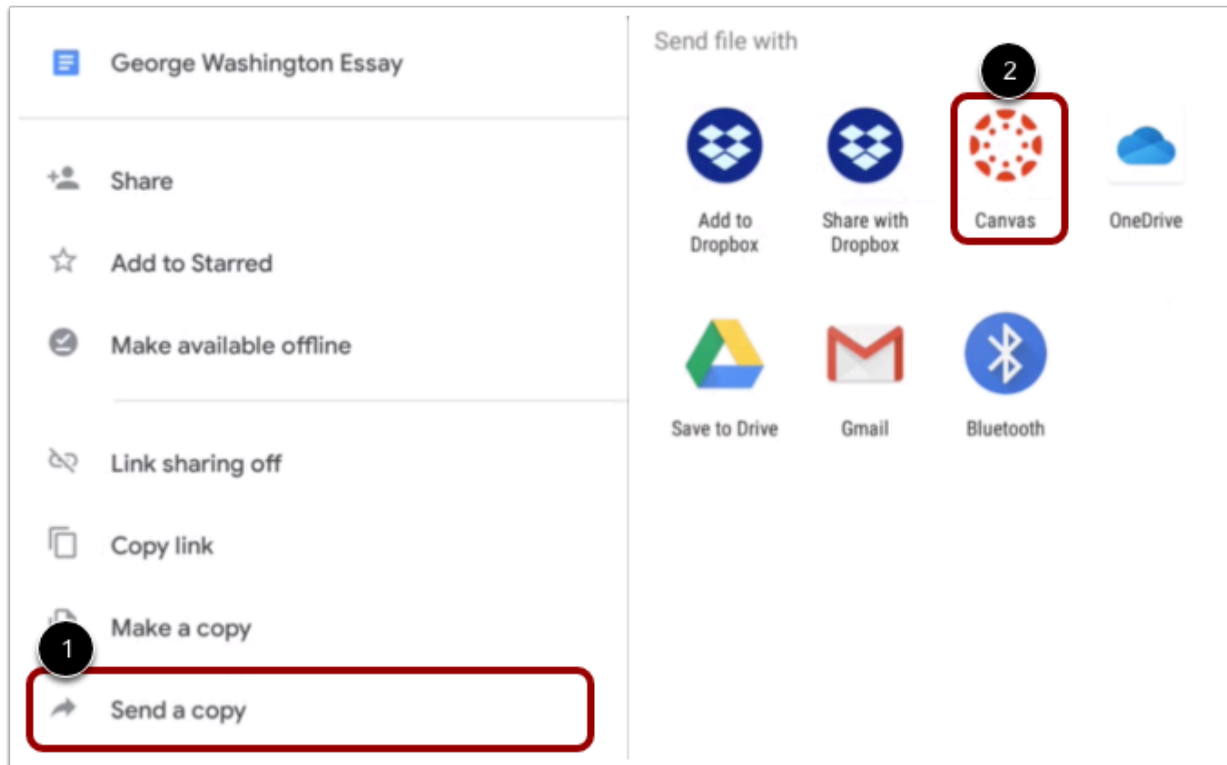 George Washington Essay
Share
Add to Starred
Make available offline
Link sharing off
Copy link
Make a copy
1
Send a copy
Send file with
2
Add to
Dropbox
Share with
Dropbox
Canvas
OneDrive
Save to Drive
Gmail
Bluetooth